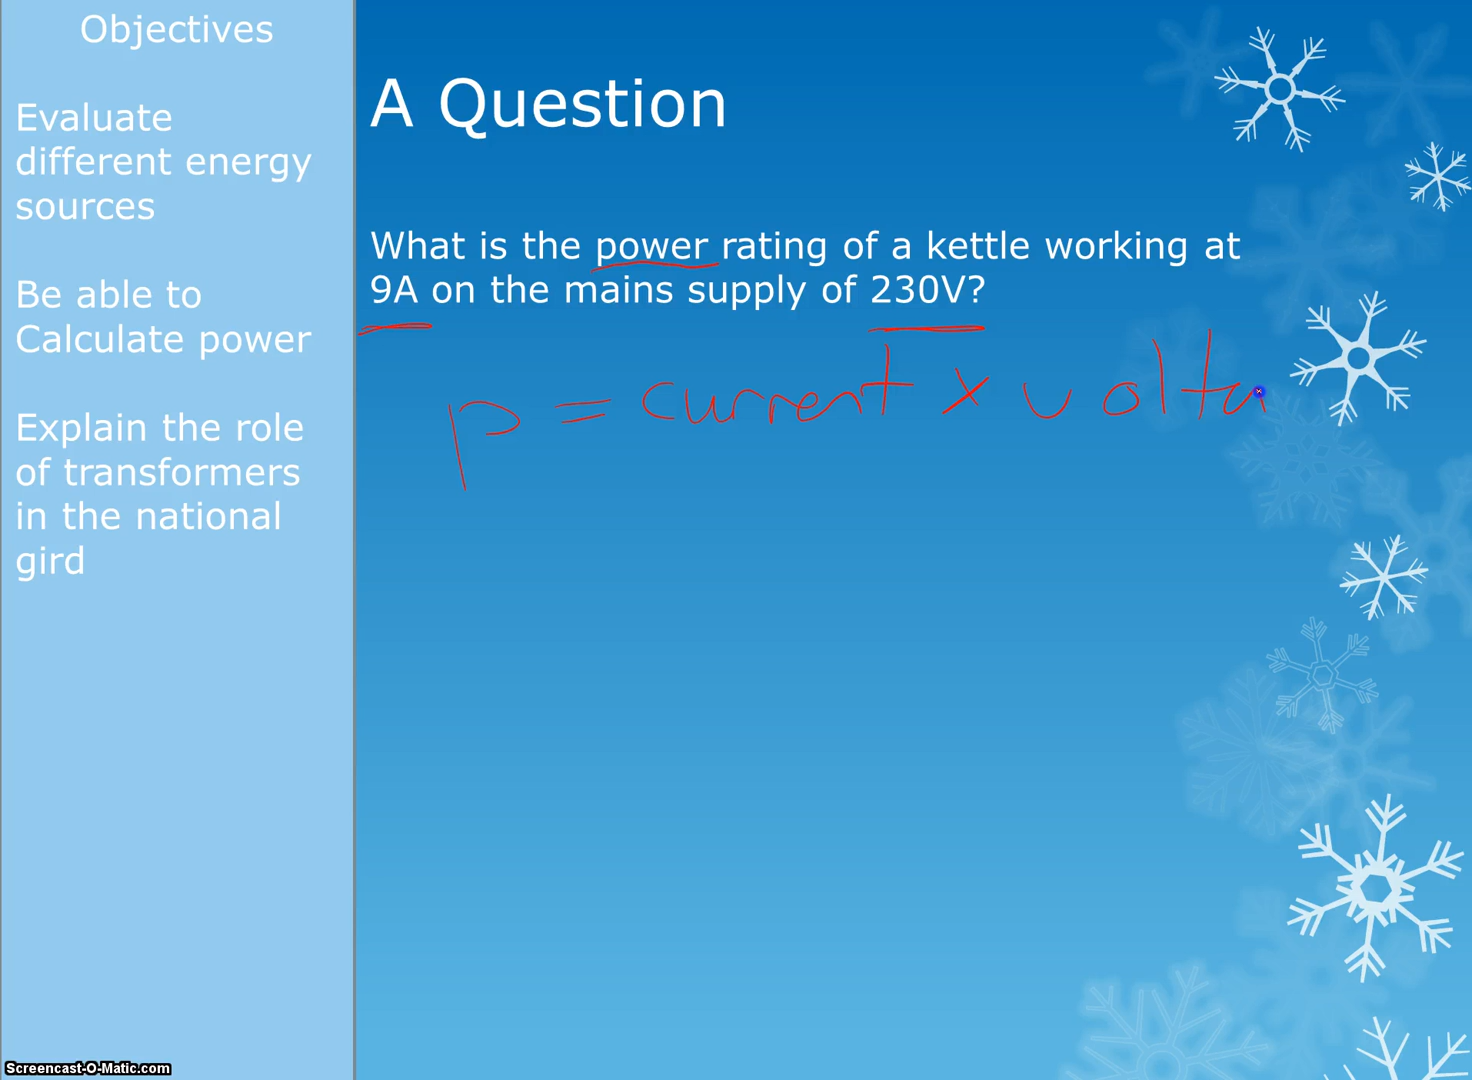 Objectives
Evaluate
different energy
sources
Be able to
Calculate power
Explain the role
of transformers
in the national
gird
A Question
What is the power rating of a kettle working at
9A on the mains supply of 230V?
p = current x volta
Screencast-O-Matic.com